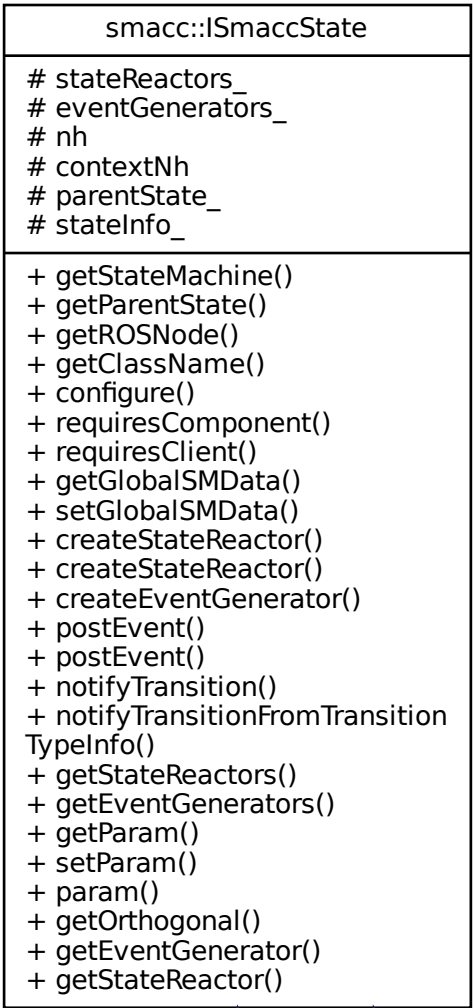 smacc::ISmaccState
# stateReactors_
# eventGenerators_
# nh
# contextNh
# parentState_
# stateInfo_
+ getStateMachine()
+ getParentState()
+ getROSNode()
+ getClassName()
+ configure()
+ requiresComponent()
+ requiresClient()
+ getGlobalSMData()
+ setGlobalSMData()
+ createStateReactor()
+ createStateReactor()
+ createEventGenerator()
+ postEvent()
+ postEvent()
+ notifyTransition()
+ notifyTransitionFromTransition
TypeInfo()
+ getStateReactors()
+ getEventGenerators()
+ getParam()
+ setParam()
+ param()
+ getOrthogonal()
+ getEventGenerator()
+ getStateReactor()